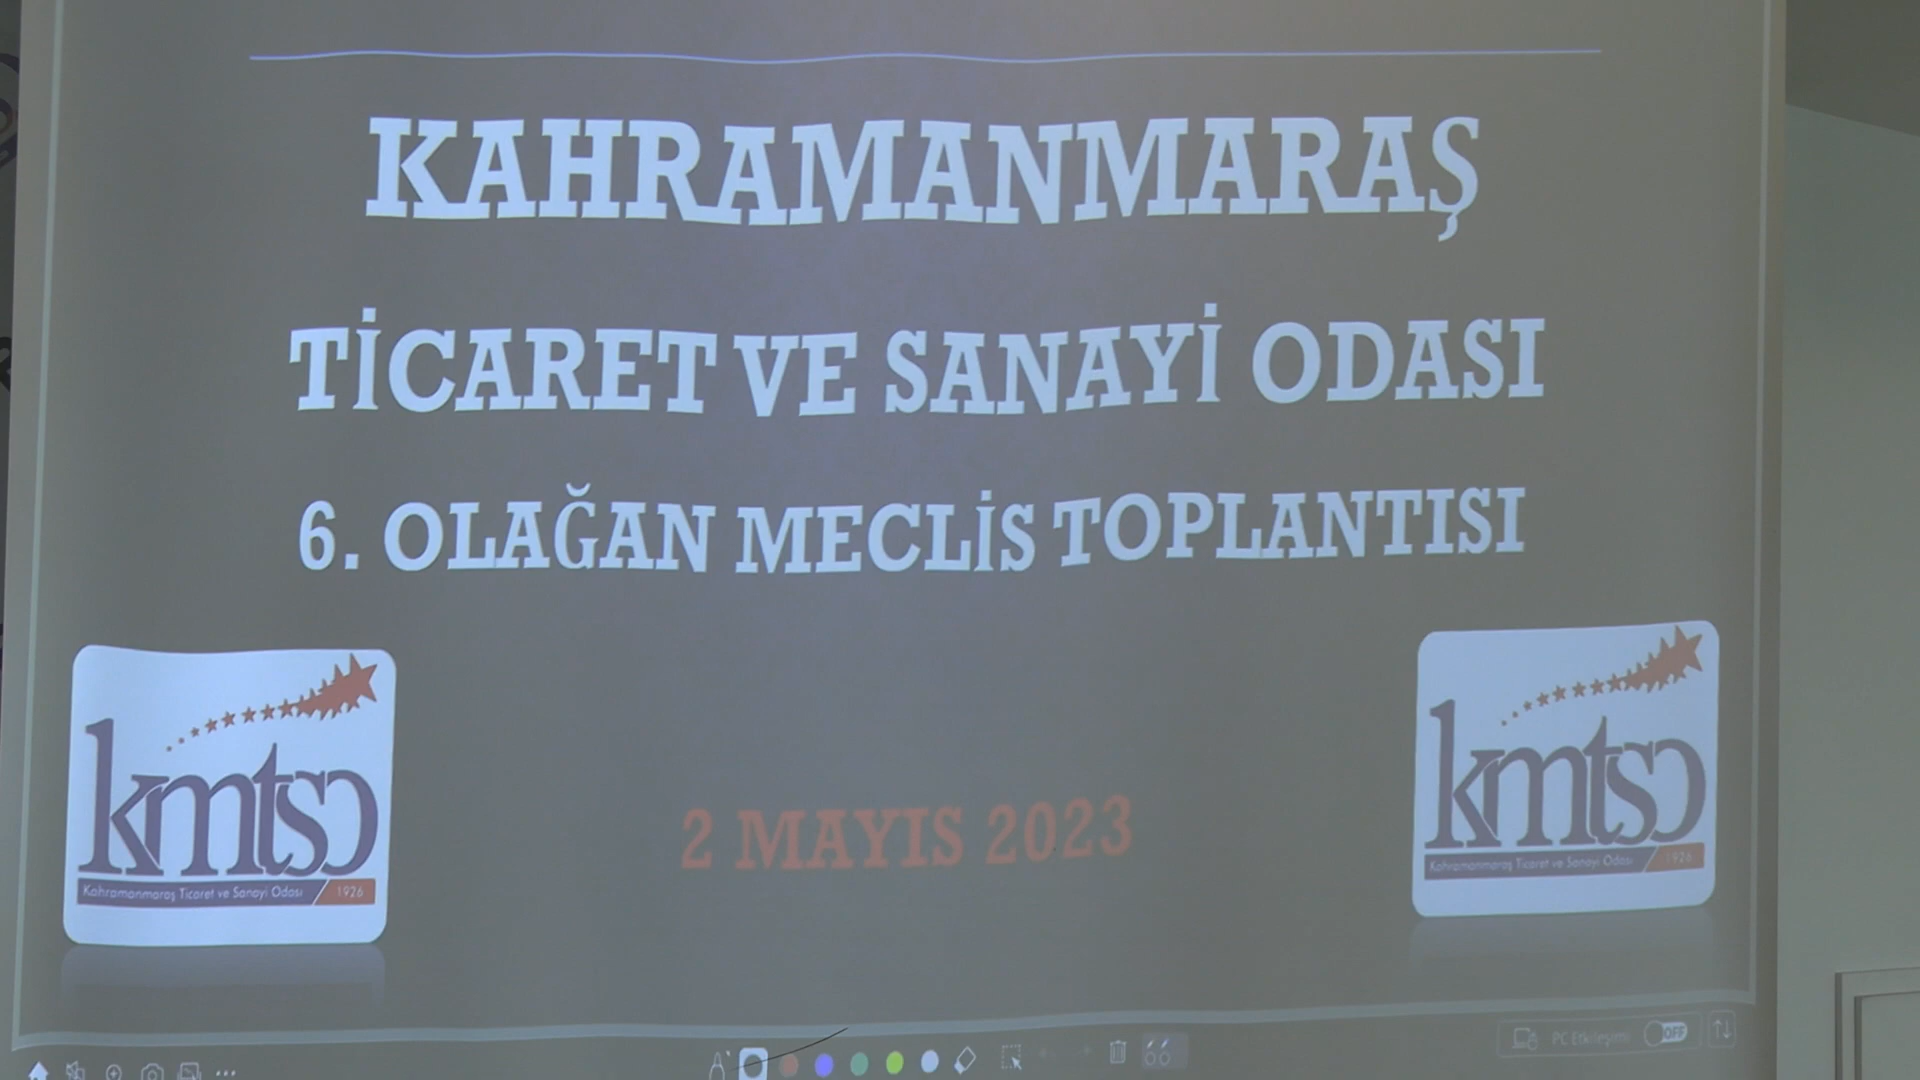 KAHRAMANMARAŞ
TİCARET VE SANAYİ ODASI
6. OLAĞAN MECLİS TOPLANTISI
kmtso
Kahramanmaraş Ticaret ve Sanayi Odası 1926
kmtso
Kahramanmaraş Ticaret ve Sanayi Odası 1926
2 MAYIS 2023
PC Etkileşimi OFF